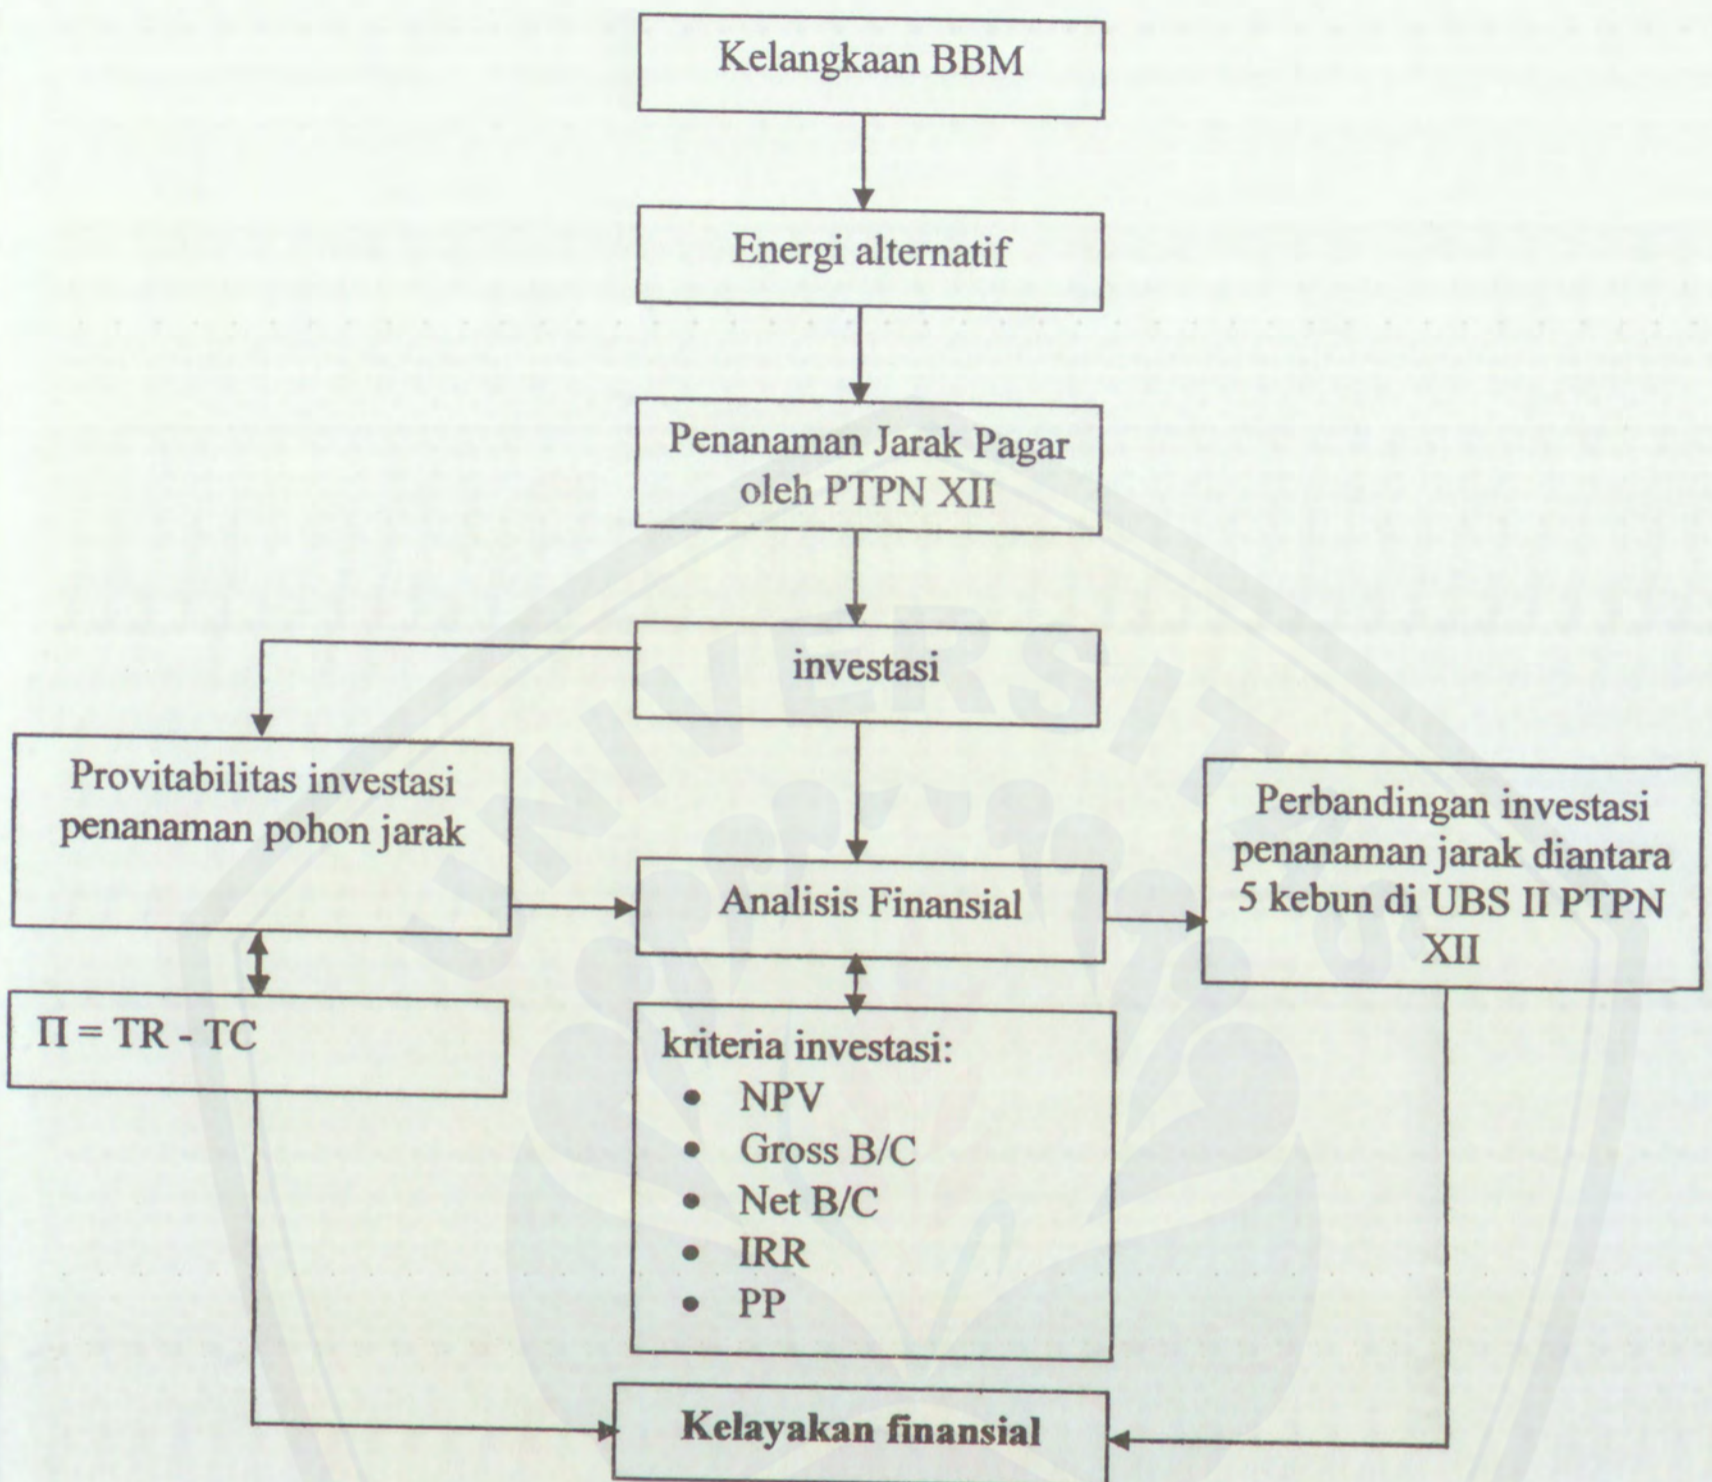 Kelangkaan BBM
Energi alternatif
Penanaman Jarak Pagar
oleh PTPN XII
investasi
Provitabilitas investasi
penanaman pohon jarak
Analisis Finansial
Perbandingan investasi
penanaman jarak diantara
5 kebun di UBS II PTPN
XII
Π = TR - TC
kriteria investasi:
• NPV
• Gross B/C
• Net B/C
• IRR
• PP
Kelayakan finansial
UNIVERSITAS